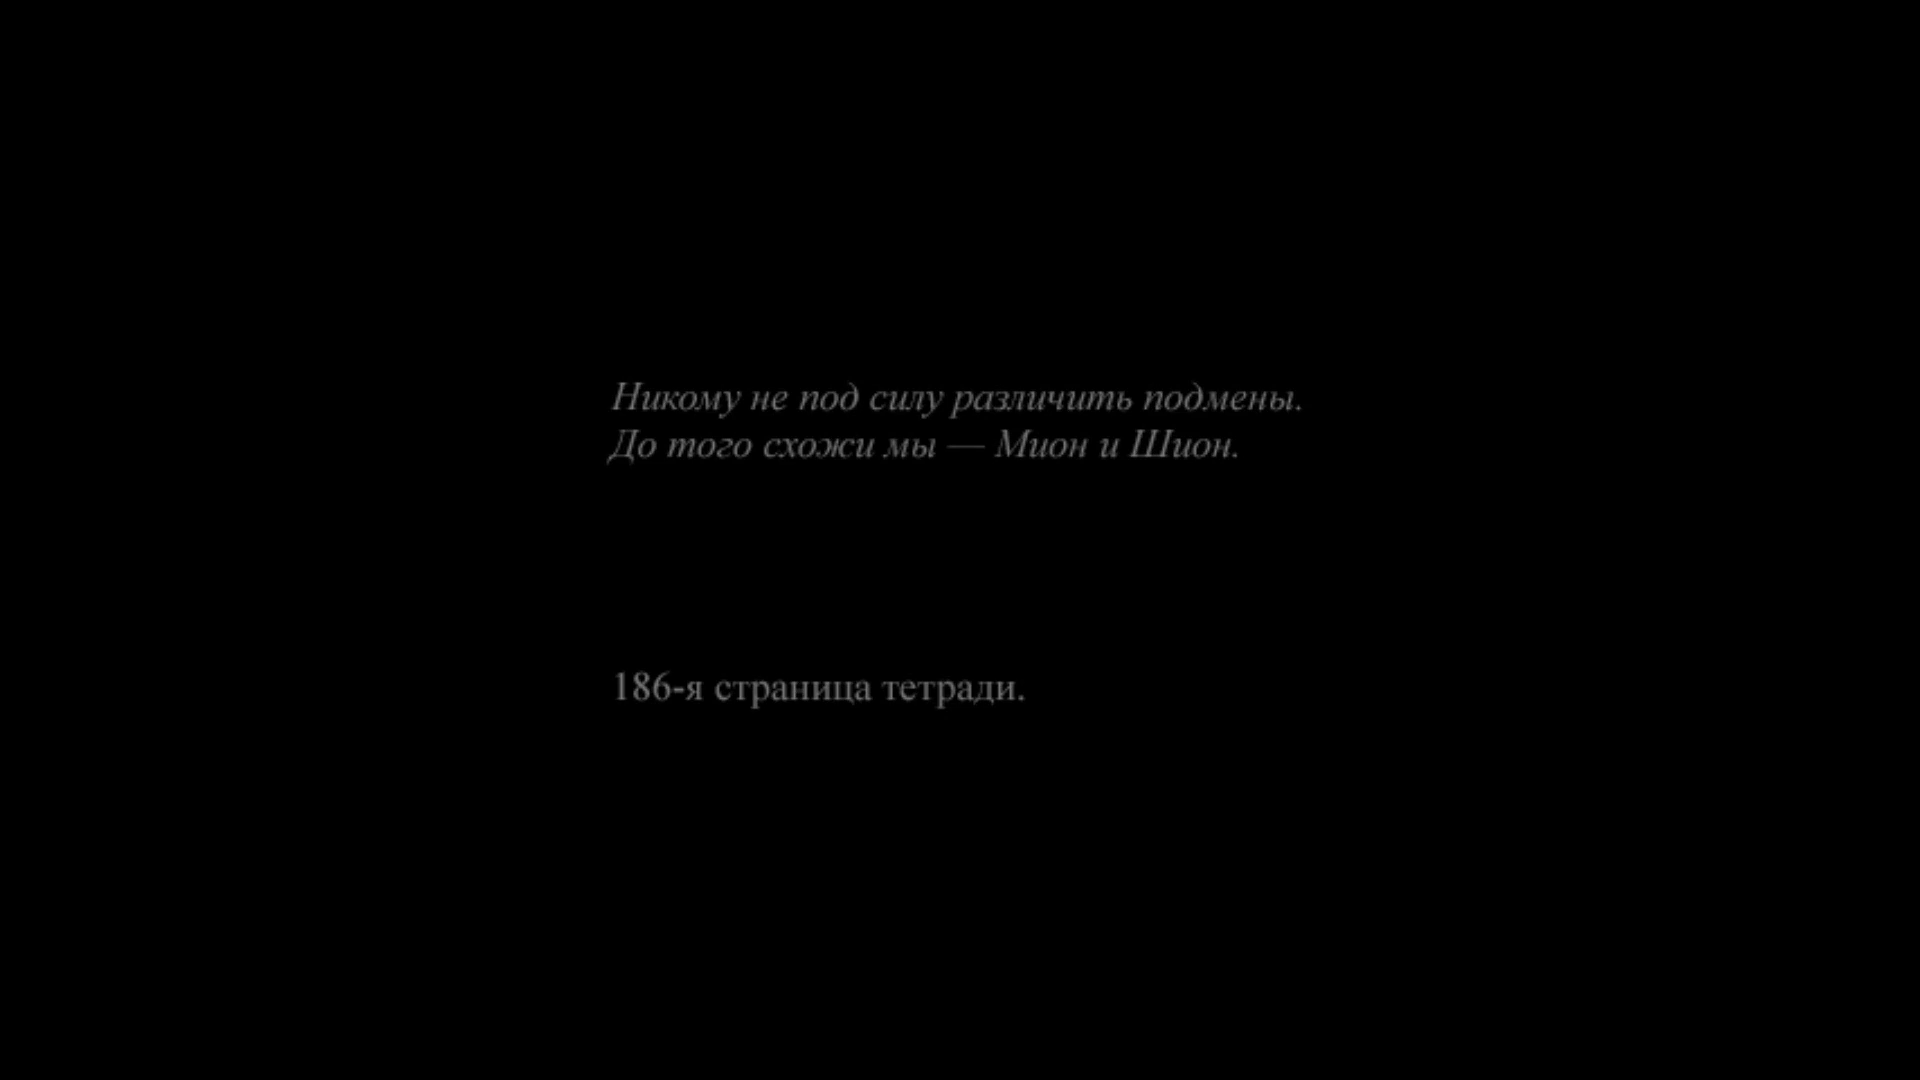 Никому не под силу различить подмены.
До того схожи мы — Мион и Шион.
186-я страница тетради.